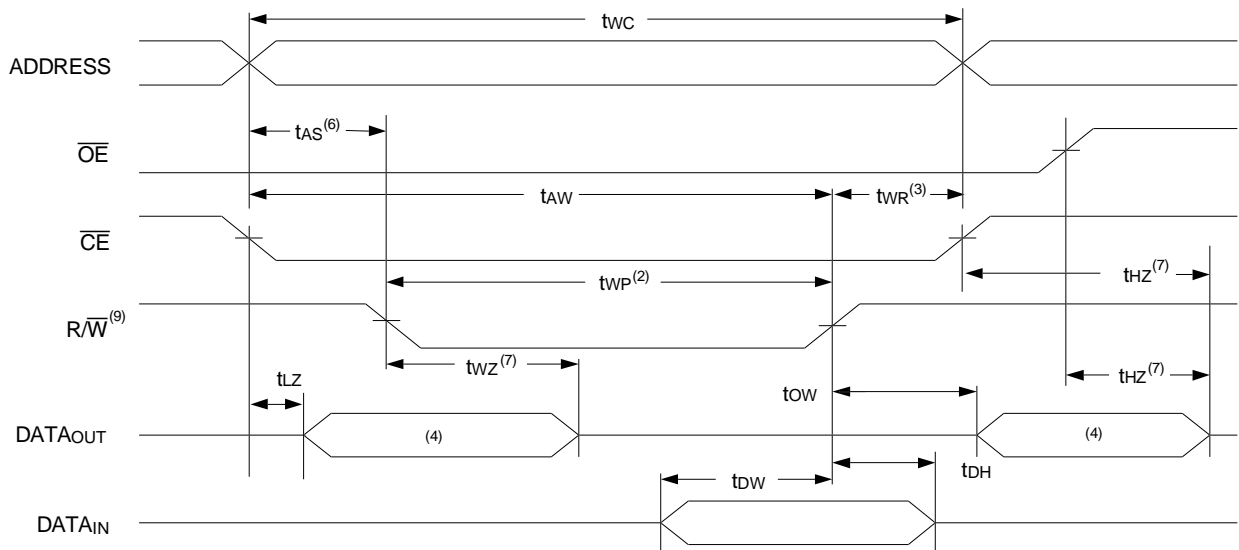 tWC
ADDRESS
tAS(6)
OE
tAW
tWR(3)
CE
tWP(2)
tHZ(7)
R/W(9)
tWZ(7)
tLZ
tOW
tHZ(7)
DATAOUT
(4)
(4)
tDW
tDH
DATAIN